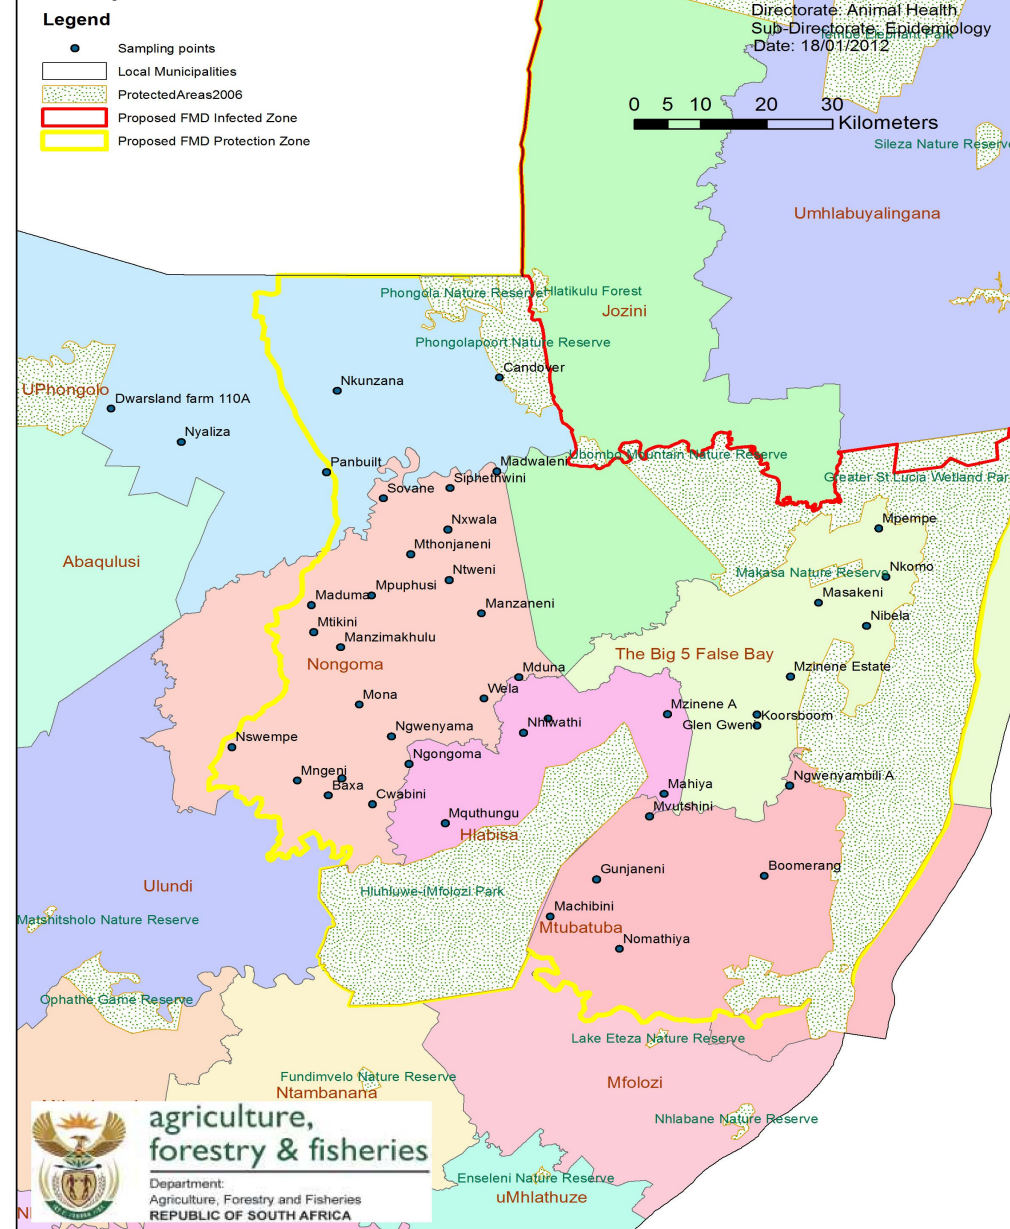 Legend
Sampling points
Local Municipalities
ProtectedAreas2006
Proposed FMD Infected Zone
Proposed FMD Protection Zone
Directorate: Animal Health
Sub-Directorate: Epidemiology
Date: 18/01/2012
Tembe Elephant Park
0 5 10 20 30
Kilometers
Sileza Nature Reserve
Umhlabuyalingana
Phongola Nature Reserve
Hlatikulu Forest
Jozini
Phongolapoort Nature Reserve
Candover
Nkunzana
UPhongolo
Dwarsland farm 110A
Nyaliza
Panbuilt
Madwaleni
Ubombo Mountain Nature Reserve
Siphethwini
Sovane
Greater St Lucia Wetland Par
Nxwala
Mpempe
Mthonjaneni
Abaqulusi
Ntweni
Makasa Nature Reserve
Nkomo
Mpuphusi
Maduma
Masakeni
Manzaneni
Nibela
Mtikini
Manzimakhulu
Nongoma
The Big 5 False Bay
Mduna
Mzinene Estate
Mona
Wela
Mzinene A
Koorsboom
Nhlwathi
Glen Gweni
Ngwenyama
Nswempe
Ngongoma
Mngeni
Ngwenyambili A
Baxa
Mahiya
Cwabini
Mvutshini
Mquthungu
Hlabisa
Gunjaneni
Boomerang
Ulundi
Hluhluwe-iMfolozi Park
Machibini
Matshitsholo Nature Reserve
Mtubatuba
Nomathiya
Ophathe Game Reserve
Lake Eteza Nature Reserve
Fundimvelo Nature Reserve
Ntambanana
Mfolozi
Nhlabane Nature Reserve
agriculture,
forestry & fisheries
Department:
Agriculture, Forestry and Fisheries
REPUBLIC OF SOUTH AFRICA
Enseleni Nature Reserve
uMhlathuze